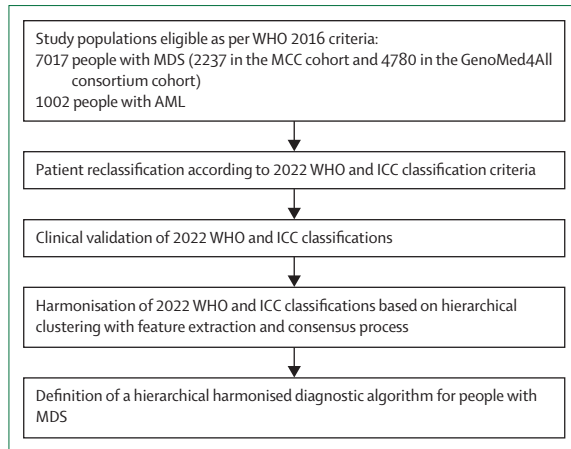 Study populations eligible as per WHO 2016 criteria:
7017 people with MDS (2237 in the MCC cohort and 4780 in the GenoMed4All
consortium cohort)
1002 people with AML
Patient reclassification according to 2022 WHO and ICC classification criteria
Clinical validation of 2022 WHO and ICC classifications
Harmonisation of 2022 WHO and ICC classifications based on hierarchical
clustering with feature extraction and consensus process
Definition of a hierarchical harmonised diagnostic algorithm for people with
MDS